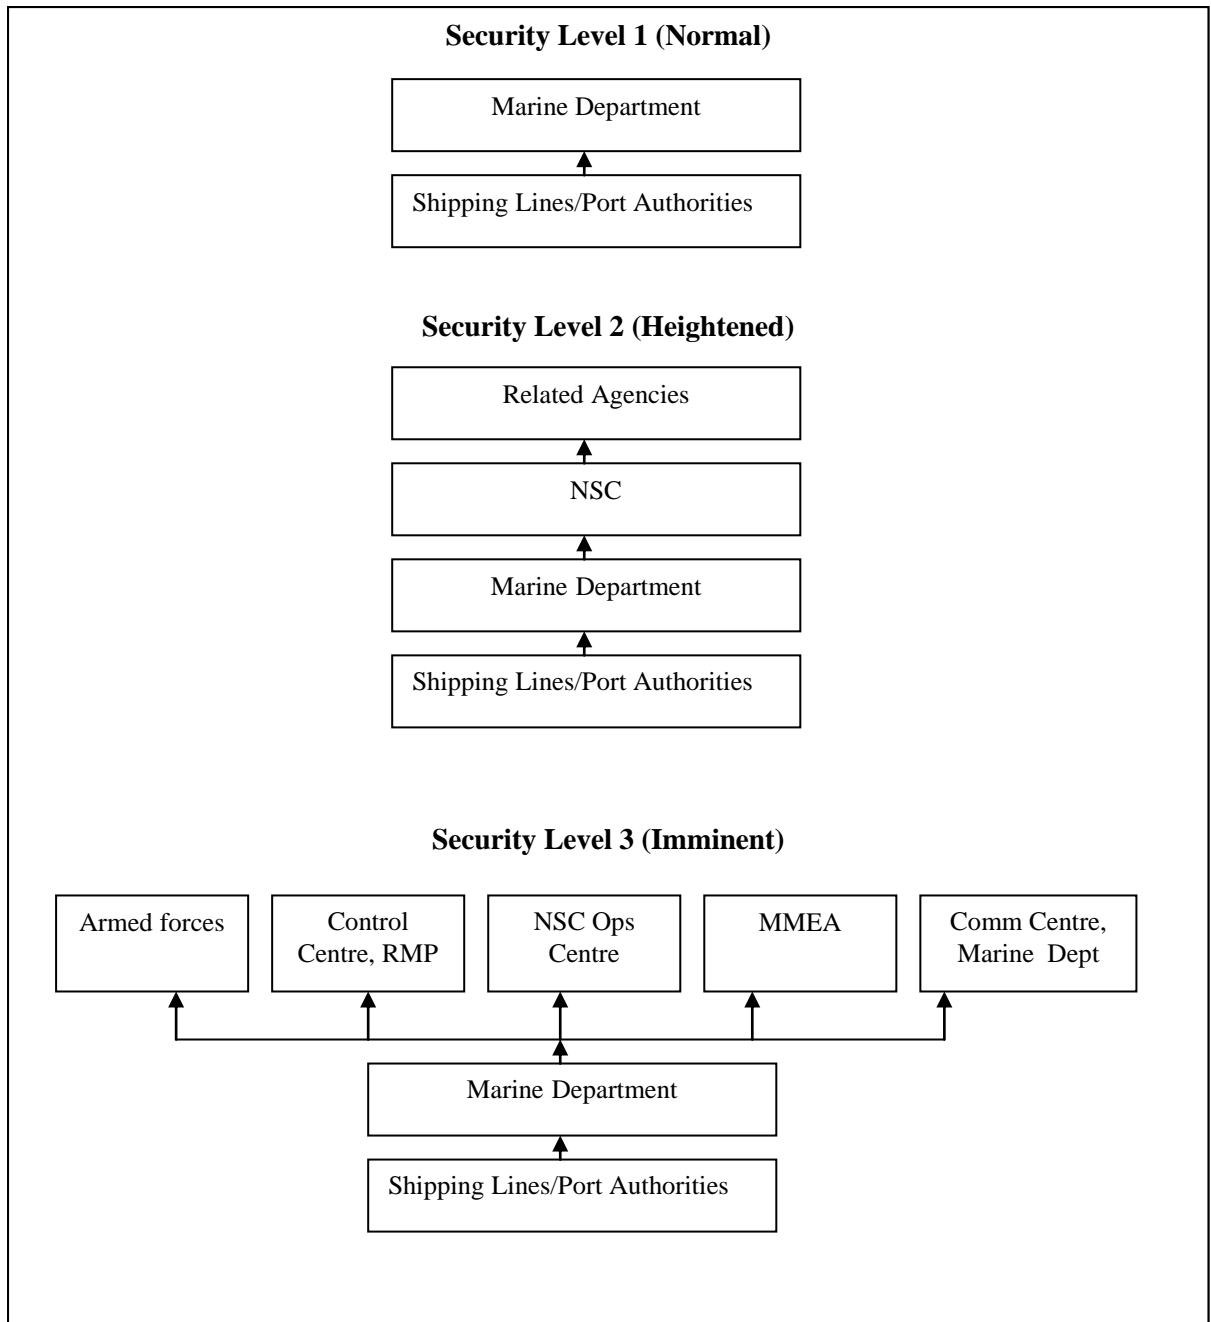 Security Level 1 (Normal)
Marine Department
Shipping Lines/Port Authorities
Security Level 2 (Heightened)
Related Agencies
NSC
Marine Department
Shipping Lines/Port Authorities
Security Level 3 (Imminent)
Armed forces
Control
Centre, RMP
NSC Ops
Centre
MMEA
Comm Centre,
Marine  Dept
Marine Department
Shipping Lines/Port Authorities